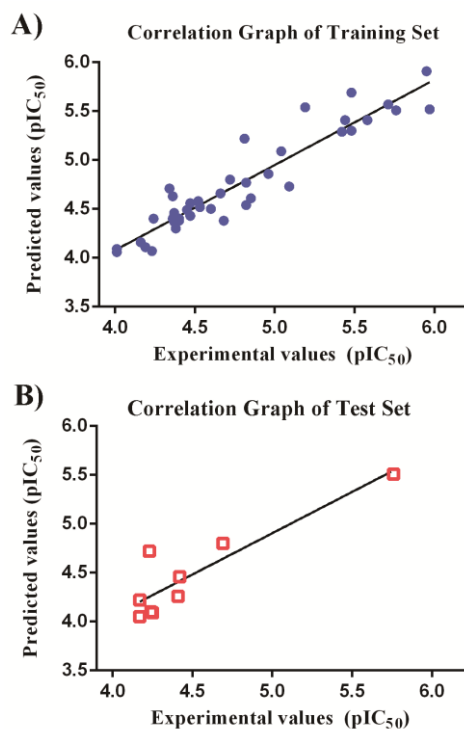 A)
Correlation Graph of Training Set
6.0
5.5
5.0
4.5
4.0
3.5
Predicted values (pIC50)
4.0 4.5 5.0 5.5 6.0
Experimental values (pIC50)
B)
Correlation Graph of Test Set
6.0
5.5
5.0
4.5
4.0
3.5
Predicted values (pIC50)
4.0 4.5 5.0 5.5 6.0
Experimental values (pIC50)